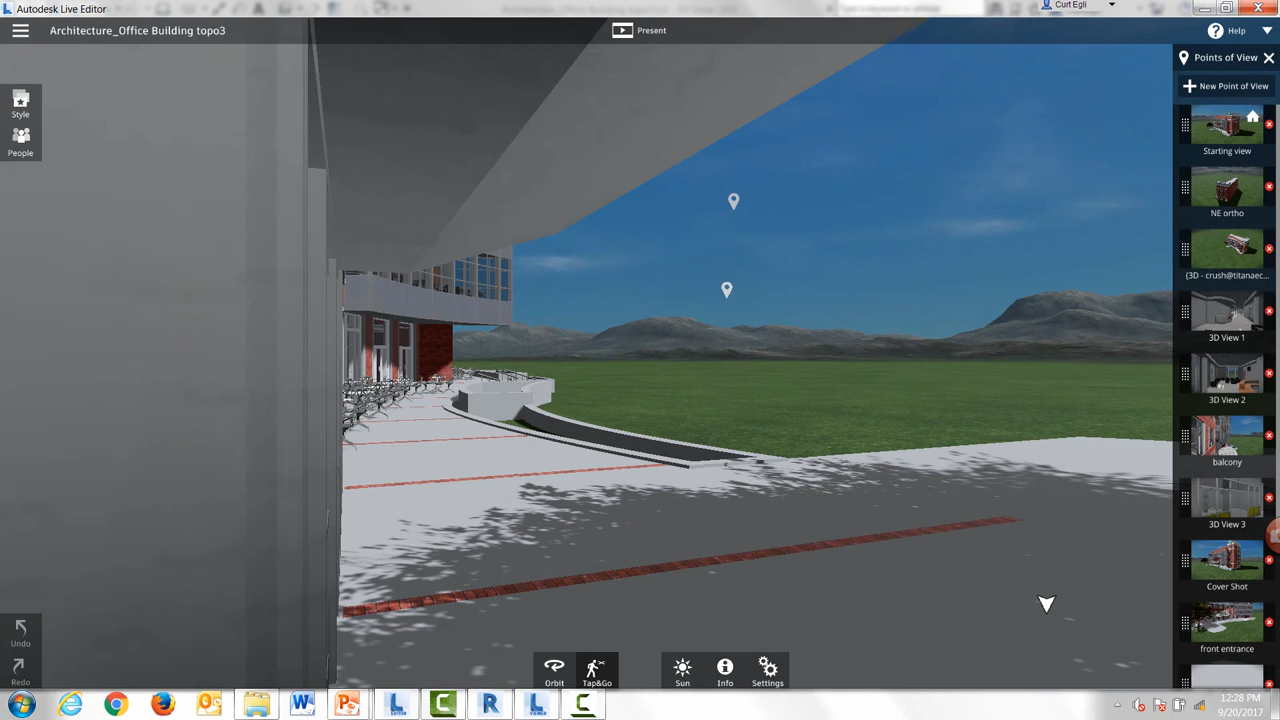 Autodesk Live Editor
Curt Egli
Architecture_Office Building topo3
Present
Help
Points of View
New Point of View
Style
People
Starting view
NE ortho
{3D - crush@titanaec...
3D View 1
3D View 2
balcony
3D View 3
Cover Shot
front entrance
Undo
Redo
Orbit
Tap&Go
Sun
Info
Settings
12:28 PM
9/20/2017